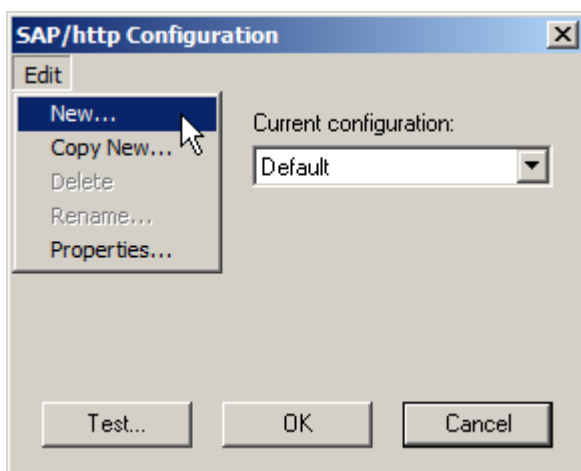 SAP/http Configuration
Edit
New...
Copy New...
Delete
Rename...
Properties...
Current configuration:
Default
Test...
OK
Cancel